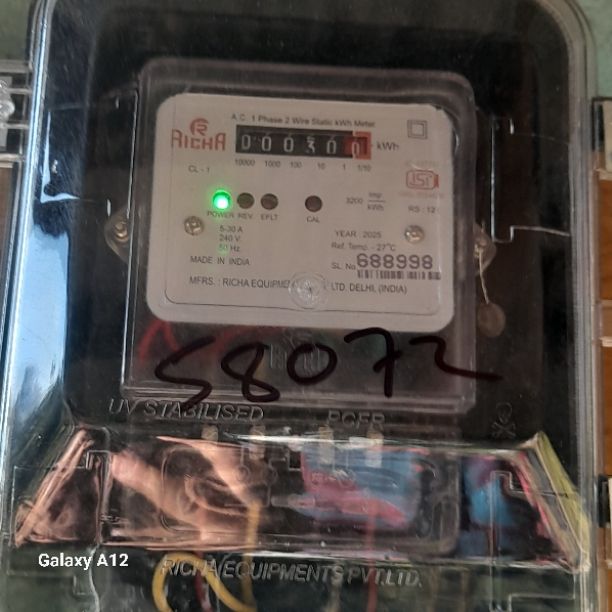 A.C. 1 Phase 2 Wire Static kWh Meter
RICHA
000300 kWh
10000 1000 100 10 1 1/10
CL - 1
ISI
3200 imp/kWh
POWER REV. EFLT CAL
RS : 12
5-30 A
240 V.
50 Hz.
YEAR : 2025
Ref. Temp. - 27°C
MADE IN INDIA
SL. No. 688998
MFRS. : RICHA EQUIPMEN LTD. DELHI, (INDIA)
58072
UV STABILISED
Galaxy A12
RICHA EQUIPMENTS PVT.LTD.